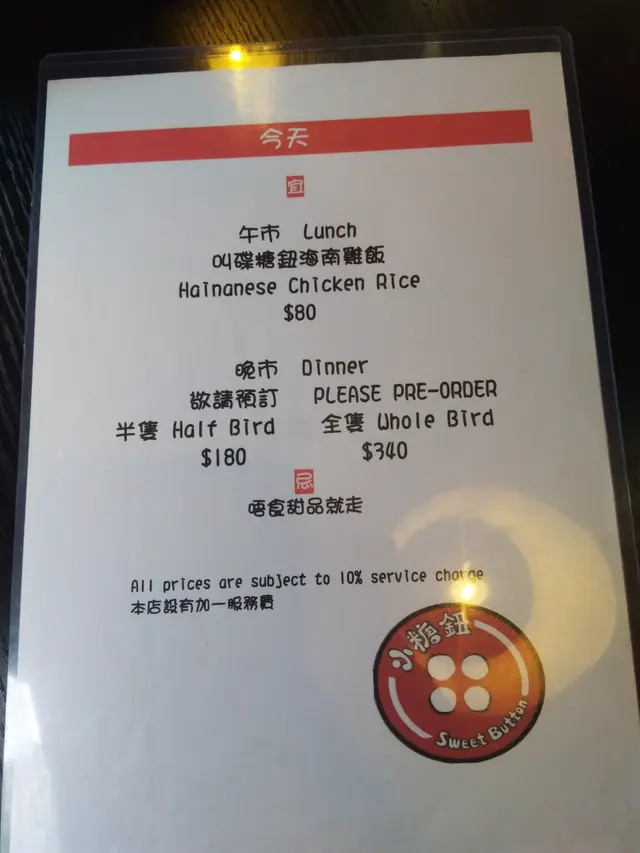 今天
宜
午市 Lunch
叫碟糖鈕海南雞飯
Hainanese Chicken Rice
$80
晚市 Dinner
敬請預訂 PLEASE PRE-ORDER
半隻 Half Bird 全隻 Whole Bird
$180 $340
忌
唔食甜品就走
All prices are subject to 10% service charge
本店設有加一服務費
小糖鈕
Sweet Button